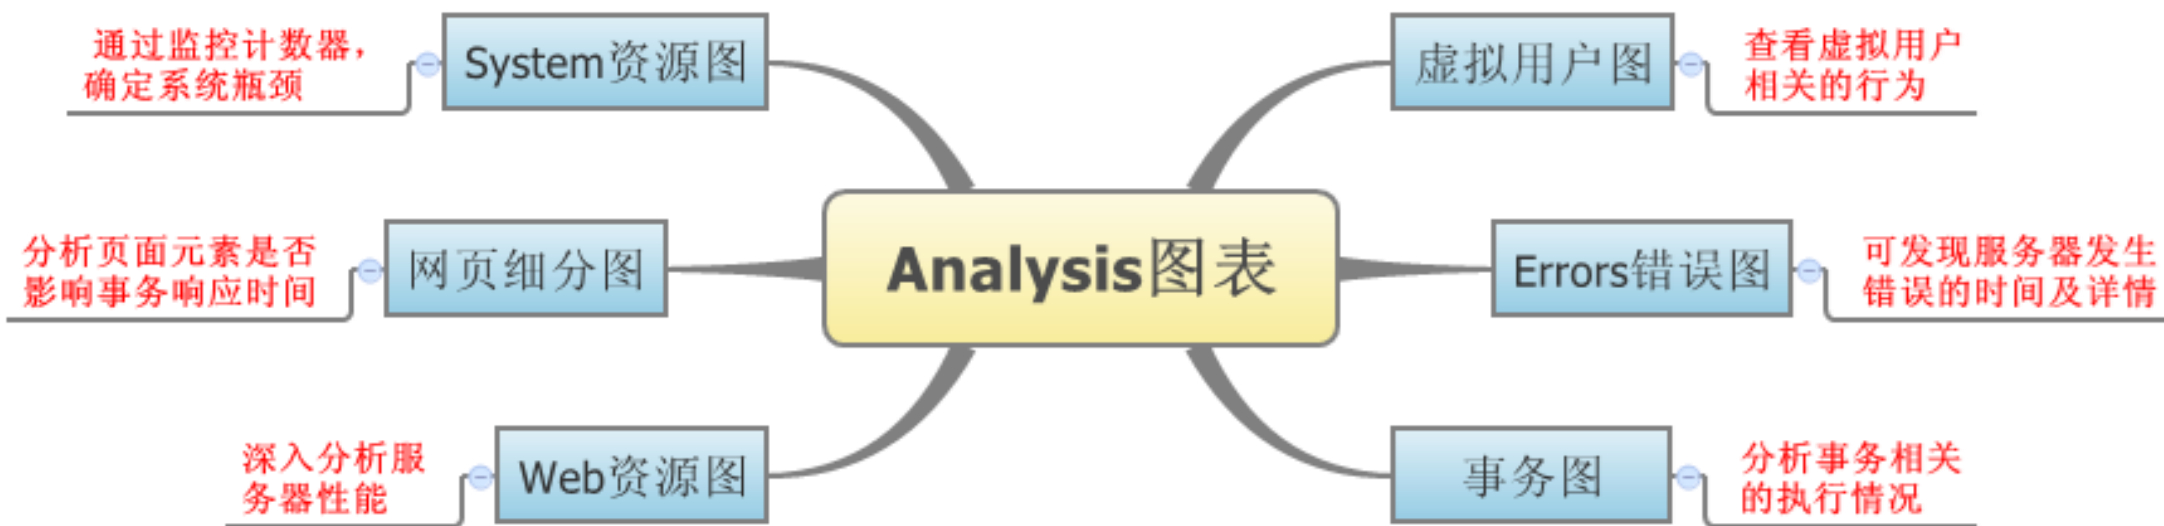 通过监控计数器，
确定系统瓶颈
System资源图
虚拟用户图
查看虚拟用户
相关的行为
分析页面元素是否
影响事务响应时间
网页细分图
Analysis图表
Errors错误图
可发现服务器发生
错误的时间及详情
深入分析服
务器性能
Web资源图
事务图
分析事务相关
的执行情况